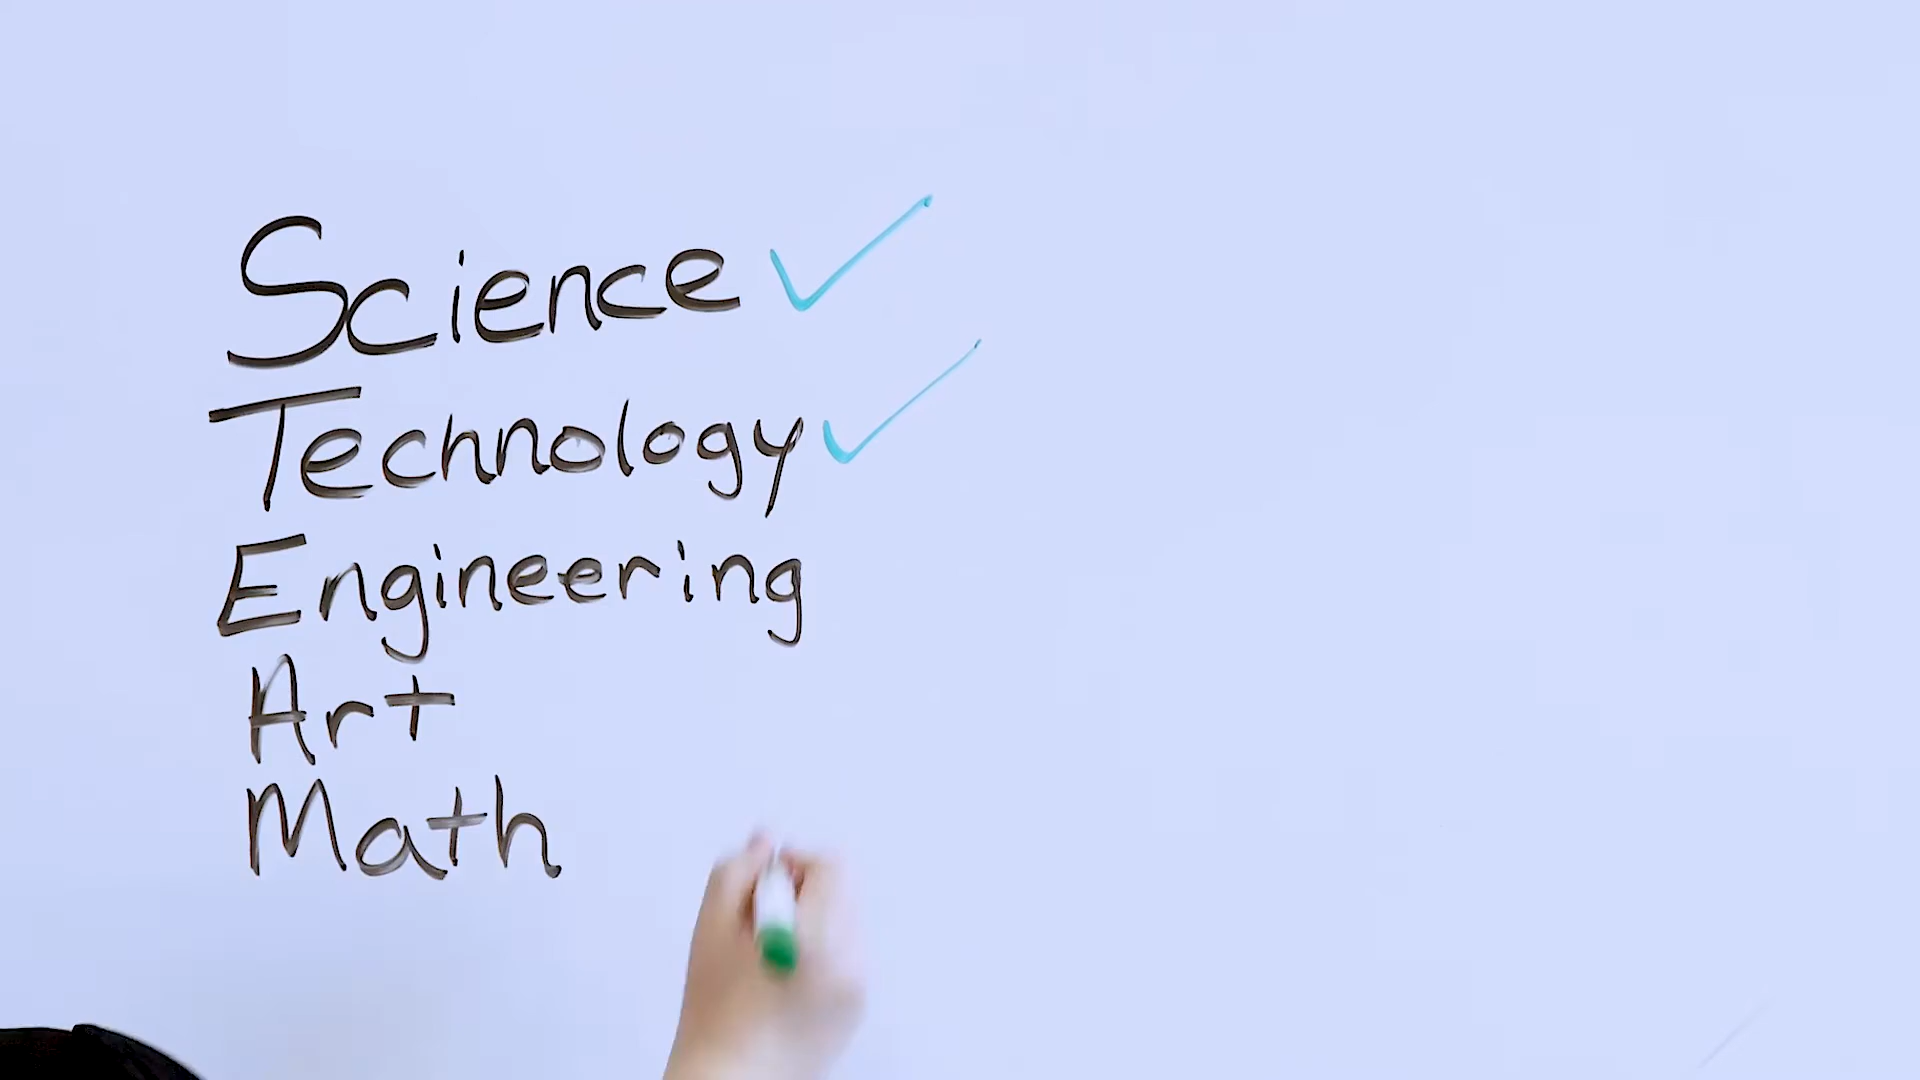 Science ✓
Technology ✓
Engineering
Art
Math